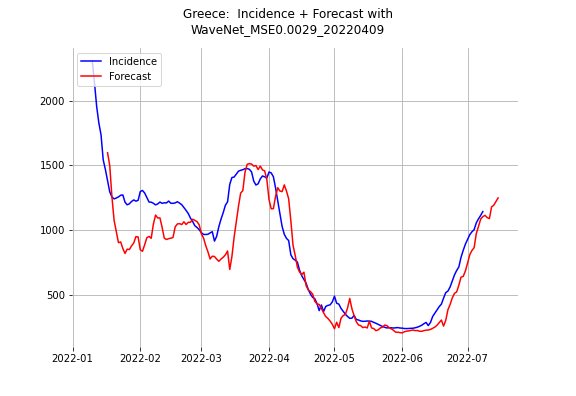 Greece:  Incidence + Forecast with
WaveNet_MSE0.0029_20220409
Incidence
Forecast
2000
1500
1000
500
2022-01 2022-02 2022-03 2022-04 2022-05 2022-06 2022-07